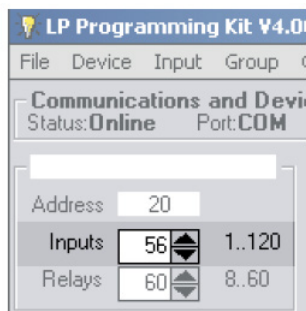 LP Programming Kit V4.0
File Device Input Group
Communications and Devi
Status:Online Port:COM
Address 20
Inputs 56 1..120
Relays 60 8..60